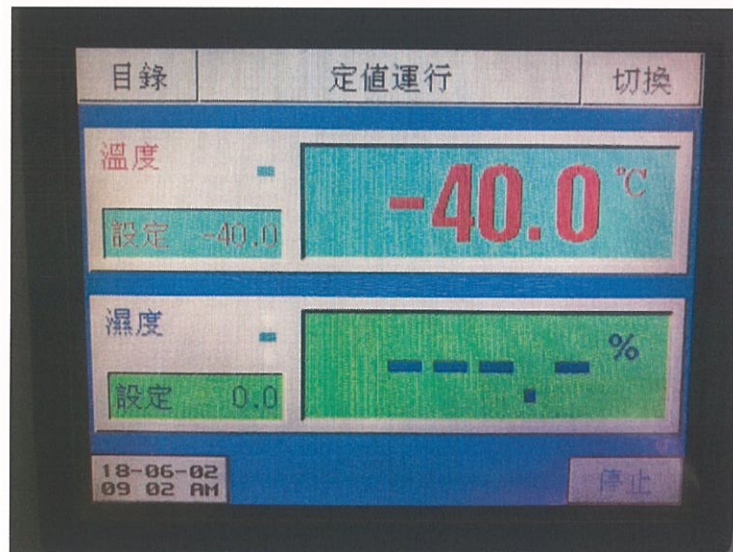 目錄 定值運行 切換
溫度
-40.0 ℃
設定 -40.0
濕度
---.- %
設定 0.0
18-06-02
09 02 AM
停止